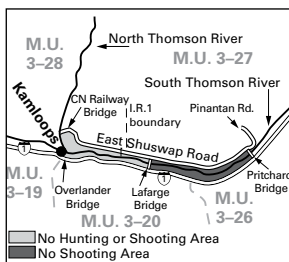 North Thomson River
M.U.
3–28
M.U. 3–27
South Thomson River
Kamloops
CN Railway
Bridge
I.R.1
boundary
Pinantan Rd.
East Shuswap Road
1
M.U.
3–19
Overlander
Bridge
Lafarge
Bridge
1
Pritchard
Bridge
M.U. 3–20
M.U.
3–26
No Hunting or Shooting Area
No Shooting Area